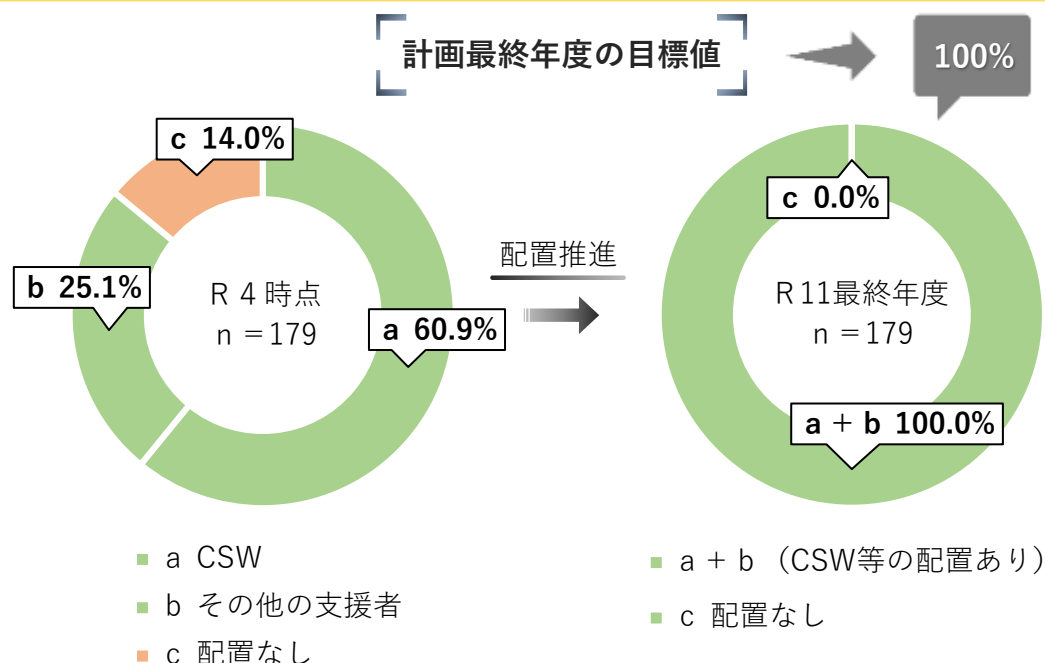 計画最終年度の目標値
100%
c 14.0%
b 25.1%
a 60.9%
R４時点
n＝179
配置推進
c 0.0%
R11最終年度
n＝179
a + b 100.0%
a CSW
b その他の支援者
c 配置なし
a + b （CSW等の配置あり）
c 配置なし